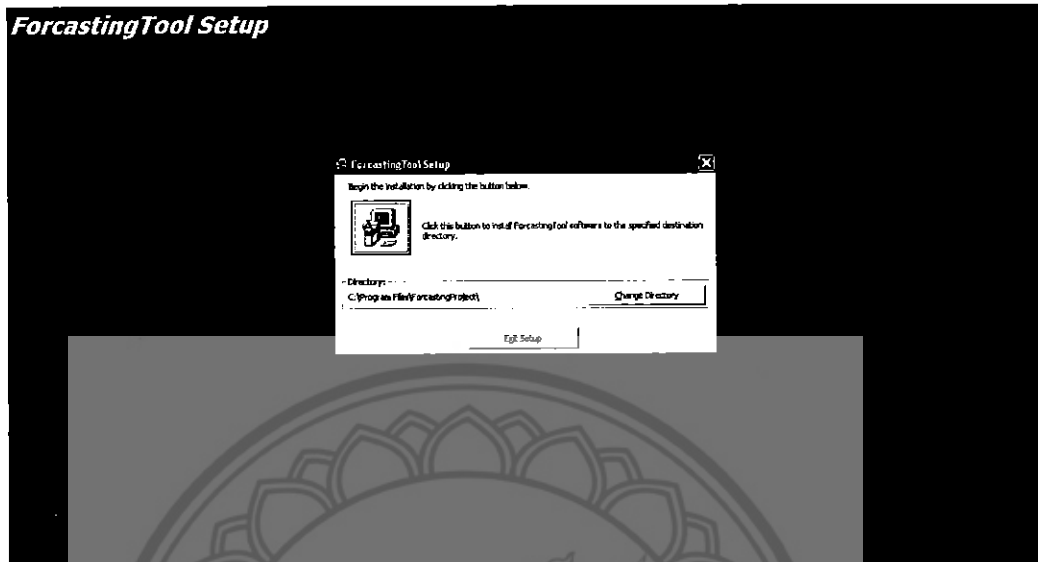 ForcastingTool Setup
ForcastingTool Setup
Begin the installation by clicking the button below.
Click this button to install ForcastingTool software to the specified destination
directory.
Directory:
C:\Program Files\ForcastingProject\
Change Directory
Exit Setup